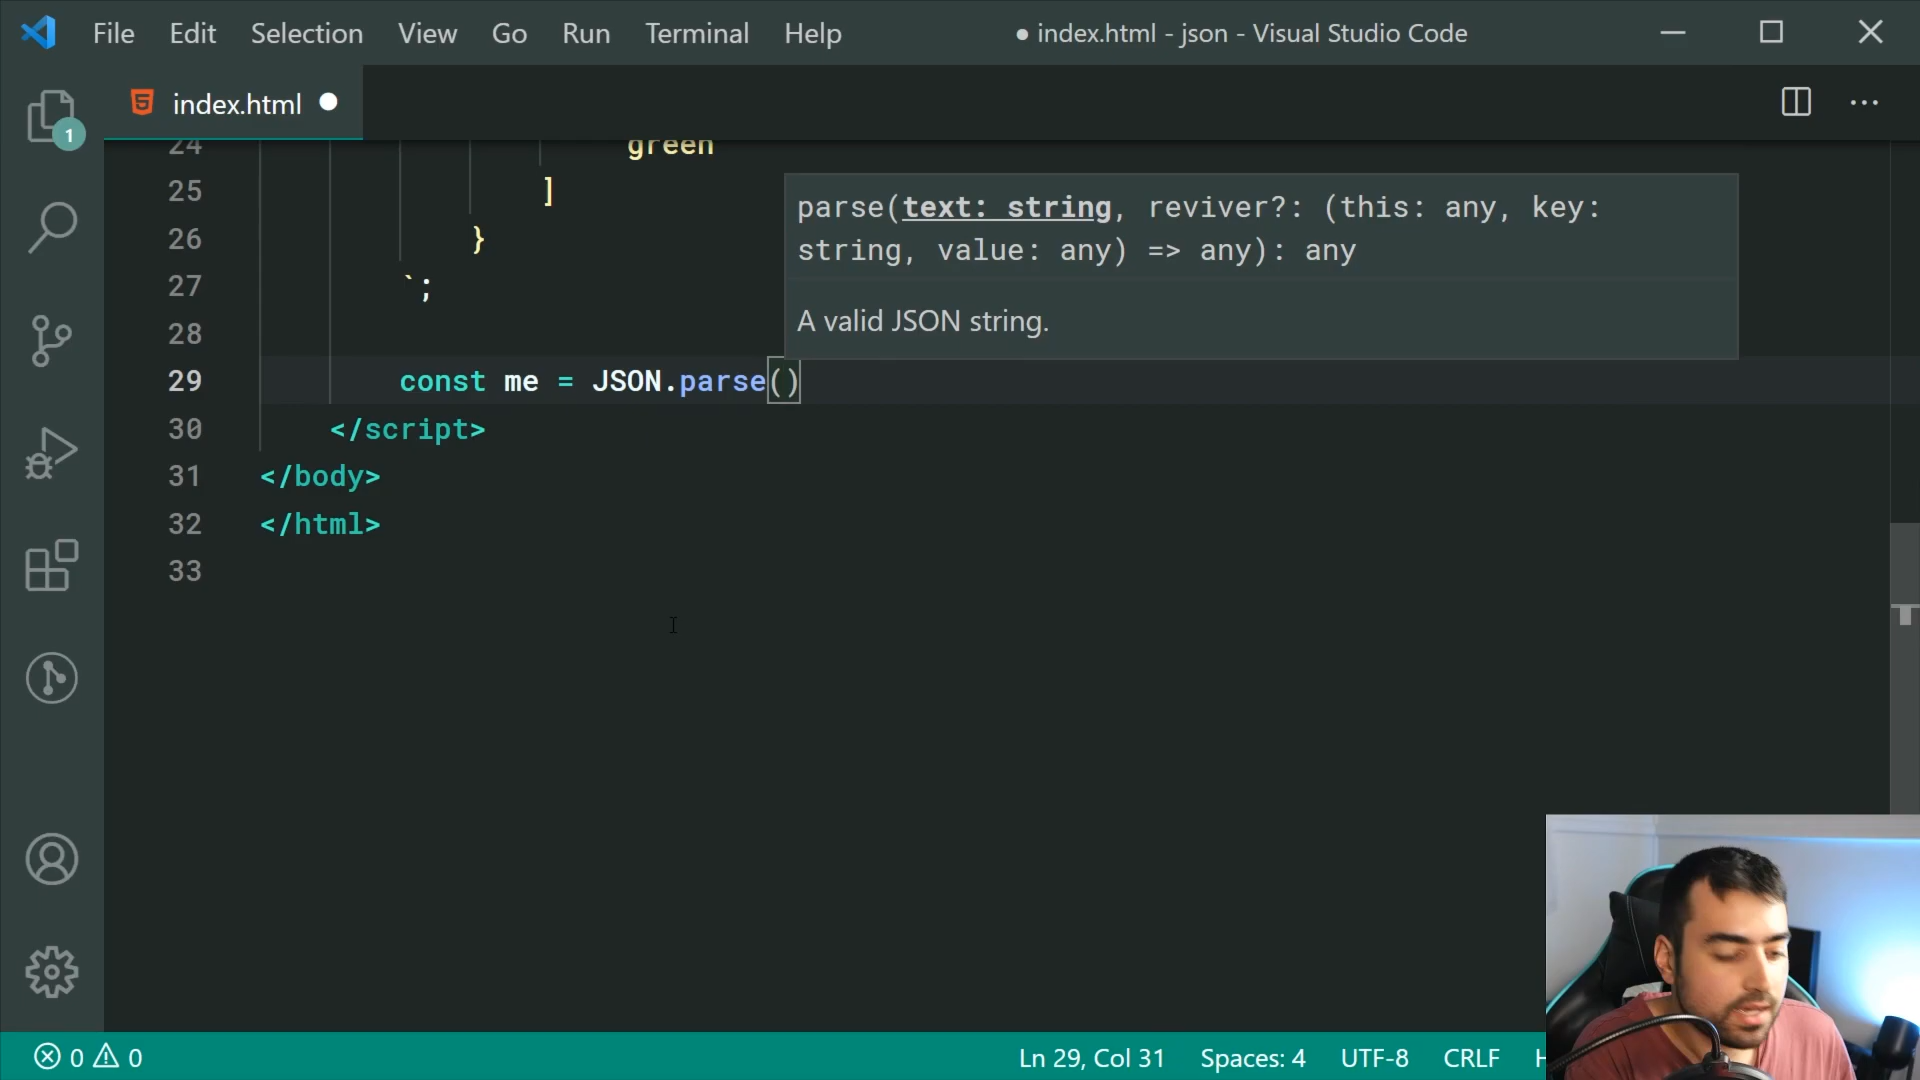 File Edit Selection View Go Run Terminal Help ● index.html - json - Visual Studio Code
index.html ●
1
24 green
25 ]
26 }
27 `;
28
29 const me = JSON.parse()
30 </script>
31 </body>
32 </html>
33
parse(text: string, reviver?: (this: any, key:
string, value: any) => any): any
A valid JSON string.
0 0 Ln 29, Col 31 Spaces: 4 UTF-8 CRLF